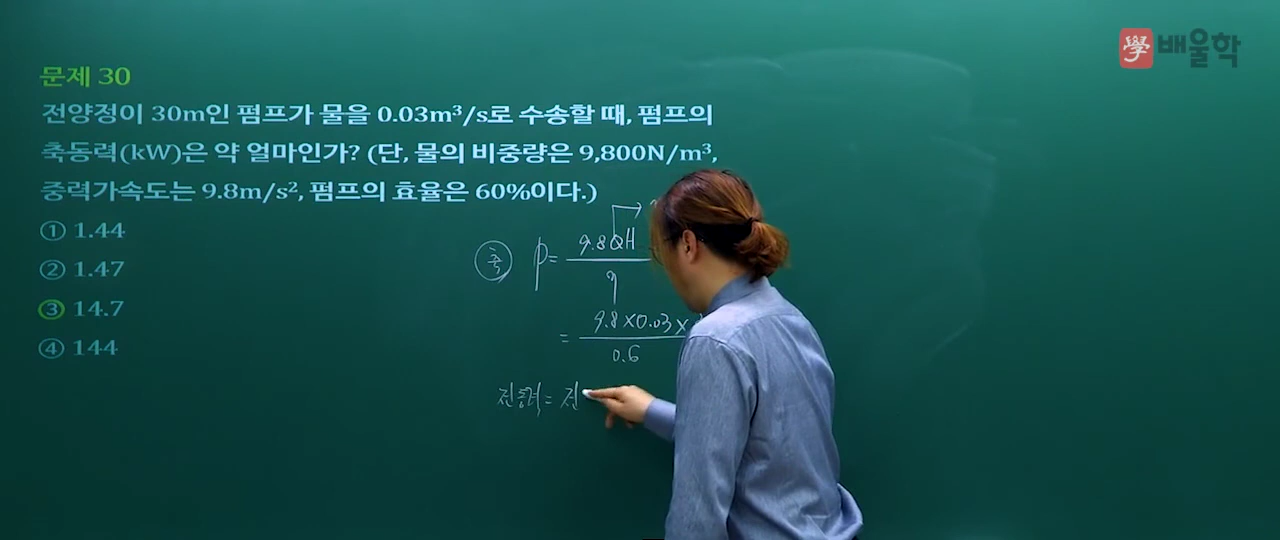 學 배울학
문제 30
전양정이 30m인 펌프가 물을 0.03m³/s로 수송할 때, 펌프의
축동력(kW)은 약 얼마인가? (단, 물의 비중량은 9,800N/m³,
중력가속도는 9.8m/s², 펌프의 효율은 60%이다.)
① 1.44
② 1.47
③ 14.7
④ 144
축 P = 9.8QH
η
= 9.8×0.03×
0.6
전동력 = 전